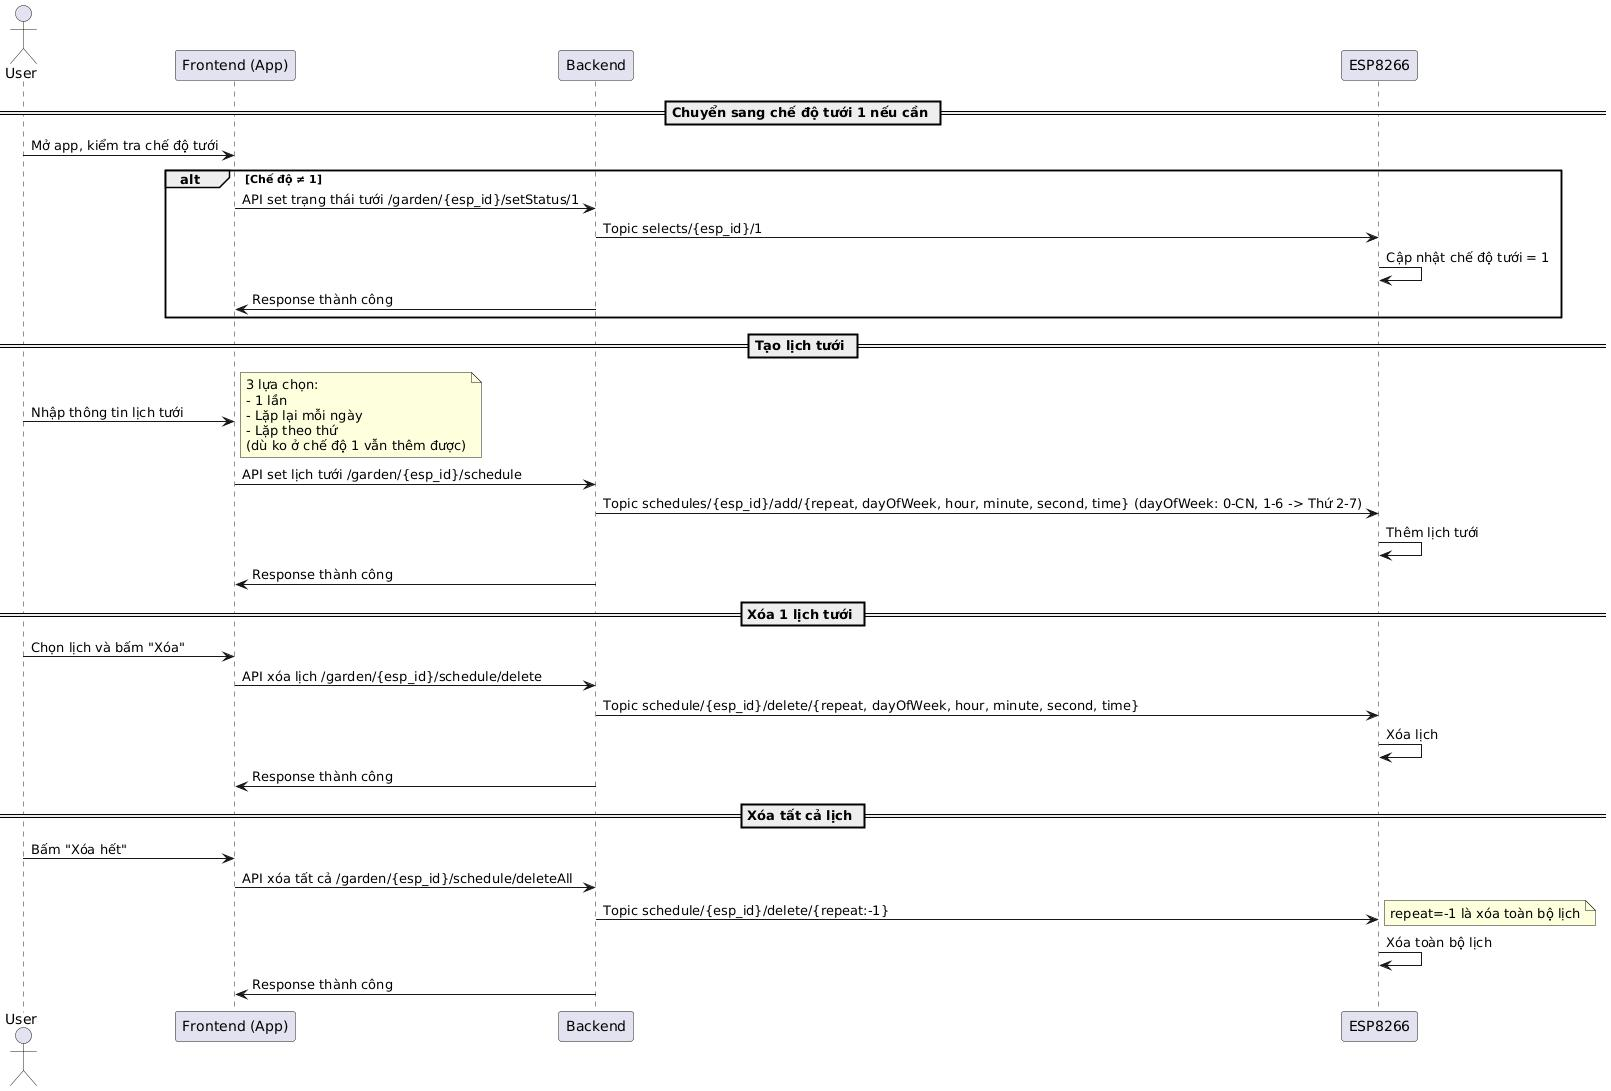 User
Frontend (App)
Backend
ESP8266
Chuyển sang chế độ tưới 1 nếu cần
Mở app, kiểm tra chế độ tưới
alt
[Chế độ ≠ 1]
API set trạng thái tưới /garden/{esp_id}/setStatus/1
Topic selects/{esp_id}/1
Cập nhật chế độ tưới = 1
Response thành công
Tạo lịch tưới
3 lựa chọn:
- 1 lần
- Lặp lại mỗi ngày
- Lặp theo thứ
(dù ko ở chế độ 1 vẫn thêm được)
Nhập thông tin lịch tưới
API set lịch tưới /garden/{esp_id}/schedule
Topic schedules/{esp_id}/add/{repeat, dayOfWeek, hour, minute, second, time} (dayOfWeek: 0-CN, 1-6 -> Thứ 2-7)
Thêm lịch tưới
Response thành công
Xóa 1 lịch tưới
Chọn lịch và bấm "Xóa"
API xóa lịch /garden/{esp_id}/schedule/delete
Topic schedule/{esp_id}/delete/{repeat, dayOfWeek, hour, minute, second, time}
Xóa lịch
Response thành công
Xóa tất cả lịch
Bấm "Xóa hết"
API xóa tất cả /garden/{esp_id}/schedule/deleteAll
Topic schedule/{esp_id}/delete/{repeat:-1}
repeat=-1 là xóa toàn bộ lịch
Xóa toàn bộ lịch
Response thành công
User
Frontend (App)
Backend
ESP8266